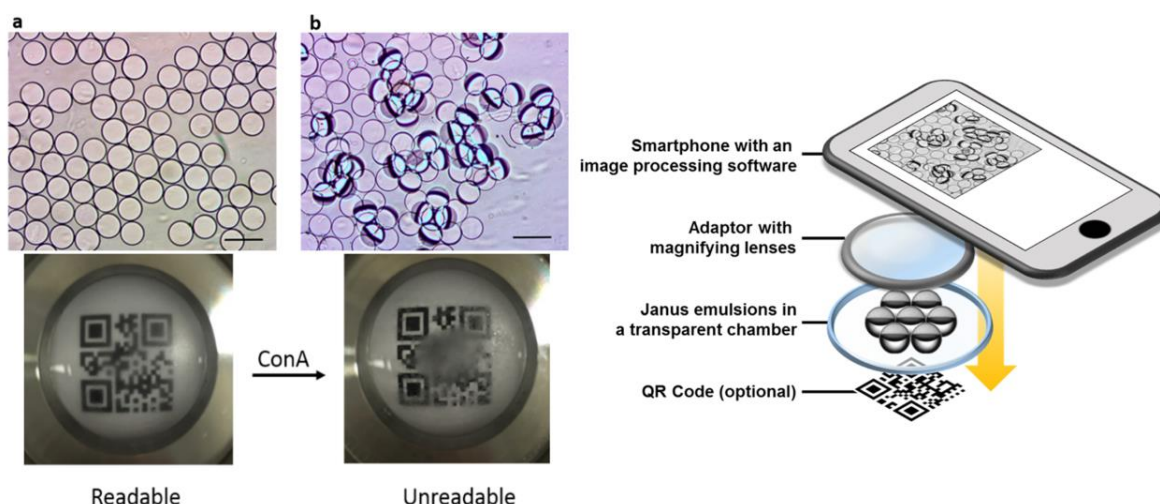 a
b
ConA
Readable
Unreadable
Smartphone with an
image processing software
Adaptor with
magnifying lenses
Janus emulsions in
a transparent chamber
QR Code (optional)